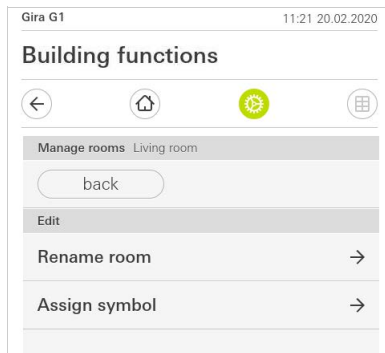 Gira G1 11:21 20.02.2020
Building functions
Manage rooms Living room
back
Edit
Rename room
Assign symbol